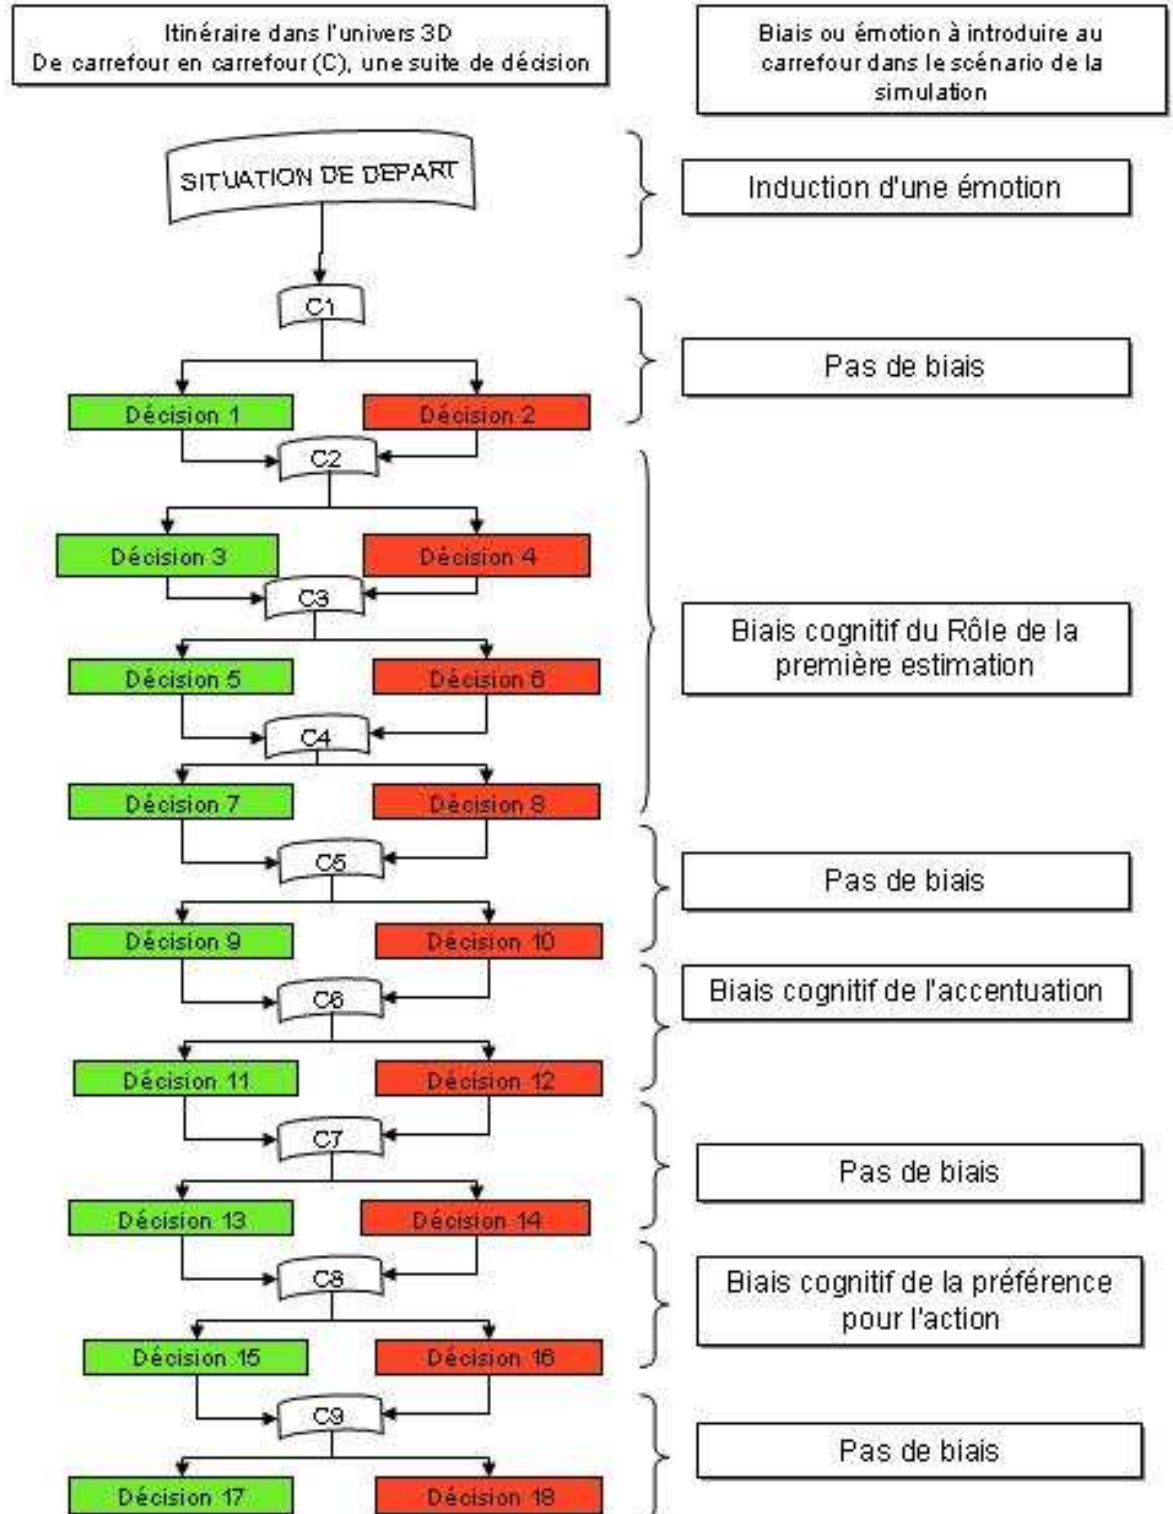 Itinéraire dans l'univers 3D
De carrefour en carrefour (C), une suite de décision
Biais ou émotion à introduire au
carrefour dans le scénario de la
simulation
SITUATION DE DEPART
Induction d'une émotion
C1
Pas de biais
Décision 1
Décision 2
C2
Décision 3
Décision 4
C3
Biais cognitif du Rôle de la
première estimation
Décision 5
Décision 6
C4
Décision 7
Décision 8
C5
Pas de biais
Décision 9
Décision 10
C6
Biais cognitif de l'accentuation
Décision 11
Décision 12
C7
Pas de biais
Décision 13
Décision 14
C8
Biais cognitif de la préférence
pour l'action
Décision 15
Décision 16
C9
Pas de biais
Décision 17
Décision 18